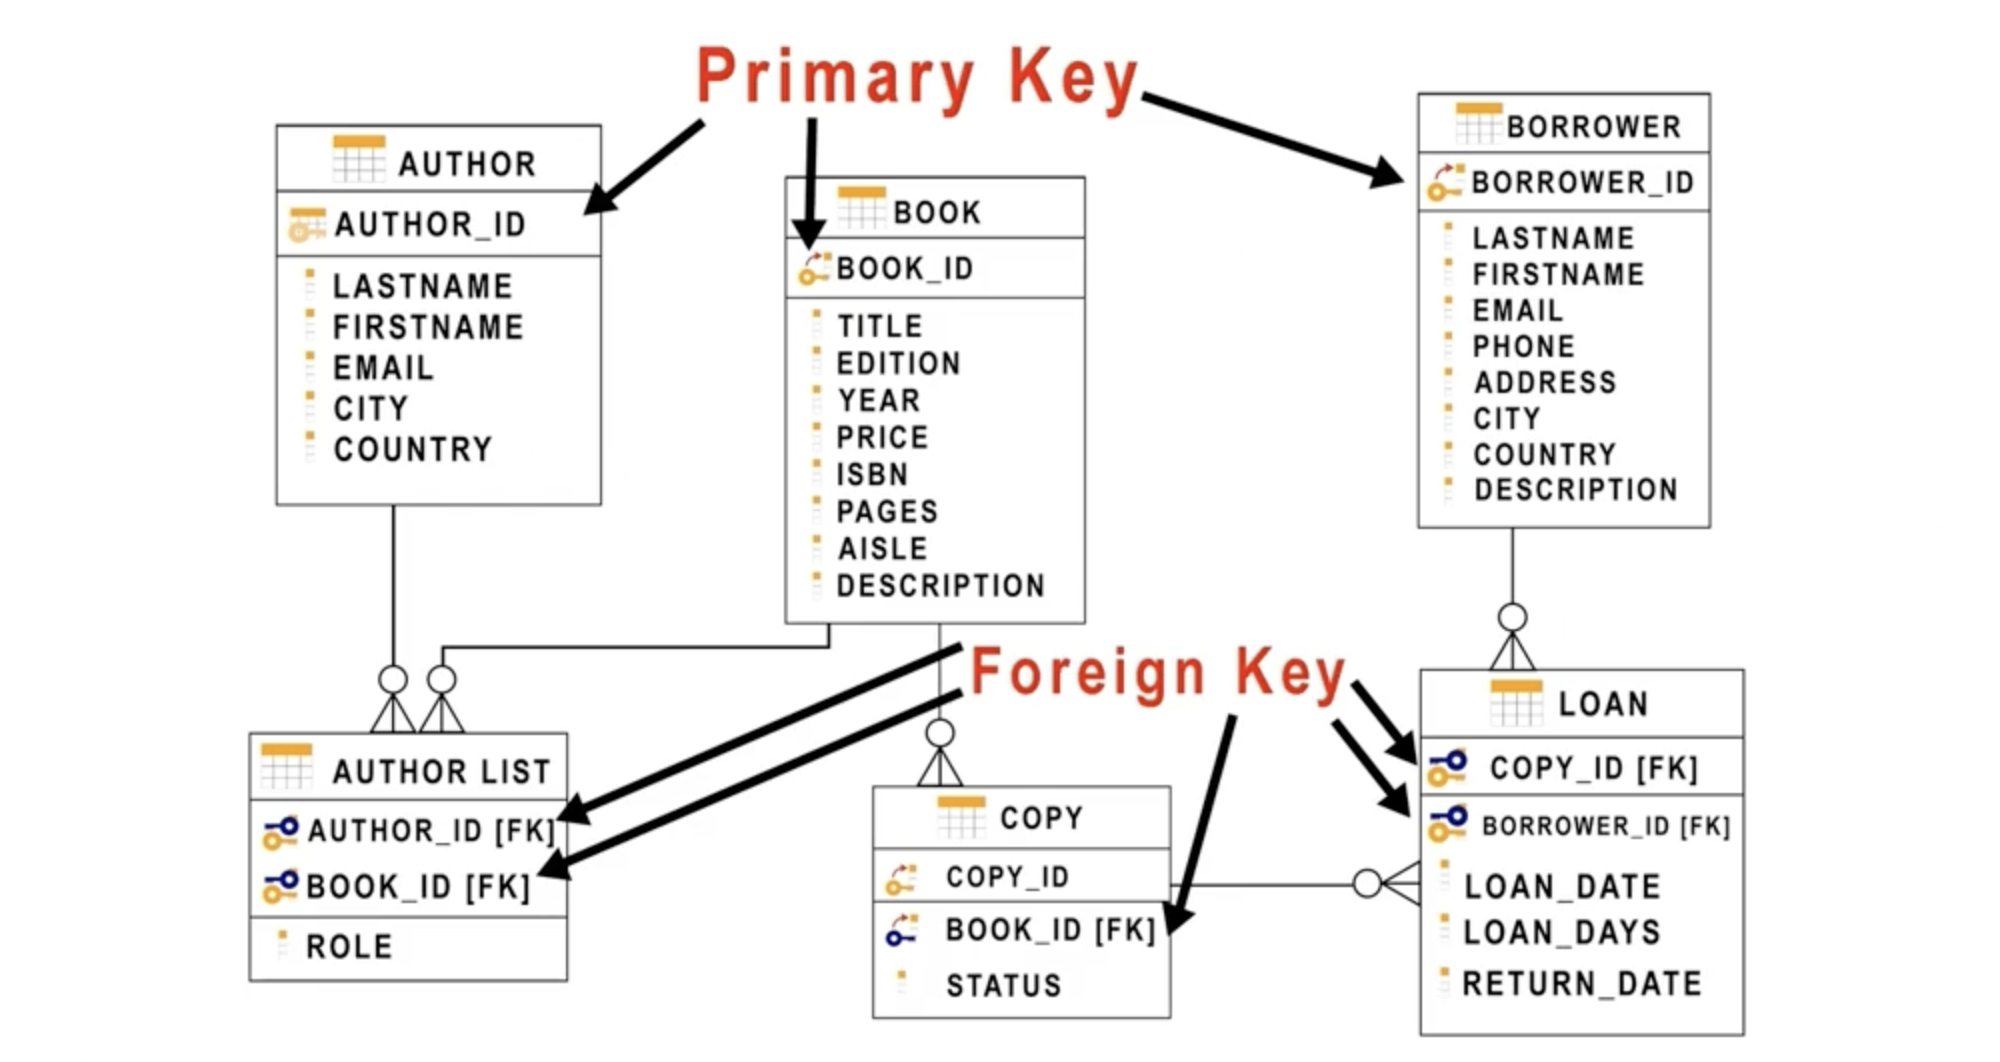 Primary Key
AUTHOR
AUTHOR_ID
LASTNAME
FIRSTNAME
EMAIL
CITY
COUNTRY
BOOK
BOOK_ID
TITLE
EDITION
YEAR
PRICE
ISBN
PAGES
AISLE
DESCRIPTION
BORROWER
BORROWER_ID
LASTNAME
FIRSTNAME
EMAIL
PHONE
ADDRESS
CITY
COUNTRY
DESCRIPTION
Foreign Key
AUTHOR LIST
AUTHOR_ID [FK]
BOOK_ID [FK]
ROLE
COPY
COPY_ID
BOOK_ID [FK]
STATUS
LOAN
COPY_ID [FK]
BORROWER_ID [FK]
LOAN_DATE
LOAN_DAYS
RETURN_DATE